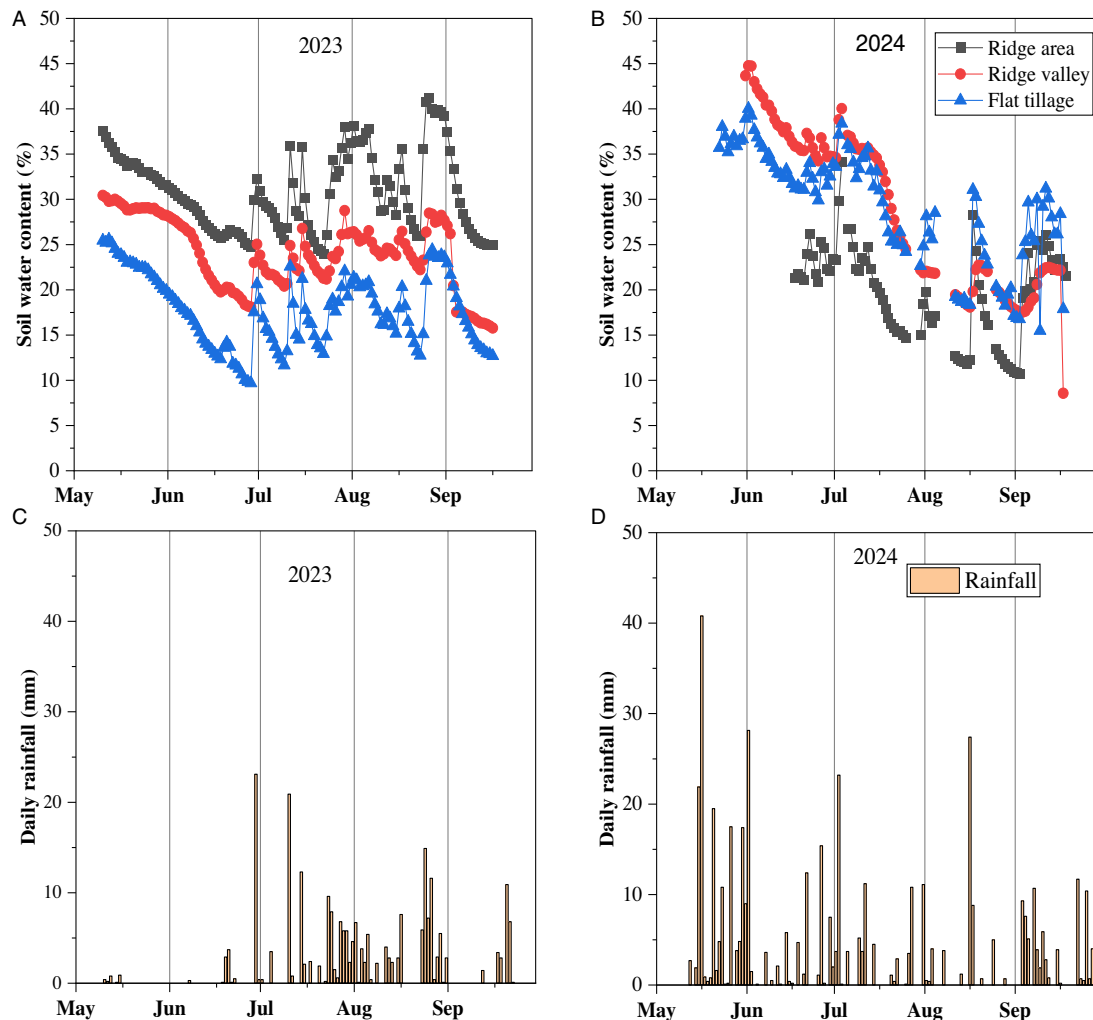 A
2023
Soil water content (%)
50
45
40
35
30
25
20
15
10
5
0
May Jun Jul Aug Sep
B
2024
Ridge area
Ridge valley
Flat tillage
Soil water content (%)
50
45
40
35
30
25
20
15
10
5
0
May Jun Jul Aug Sep
C
2023
Daily rainfall (mm)
50
40
30
20
10
0
May Jun Jul Aug Sep
D
2024
Rainfall
Daily rainfall (mm)
50
40
30
20
10
0
May Jun Jul Aug Sep